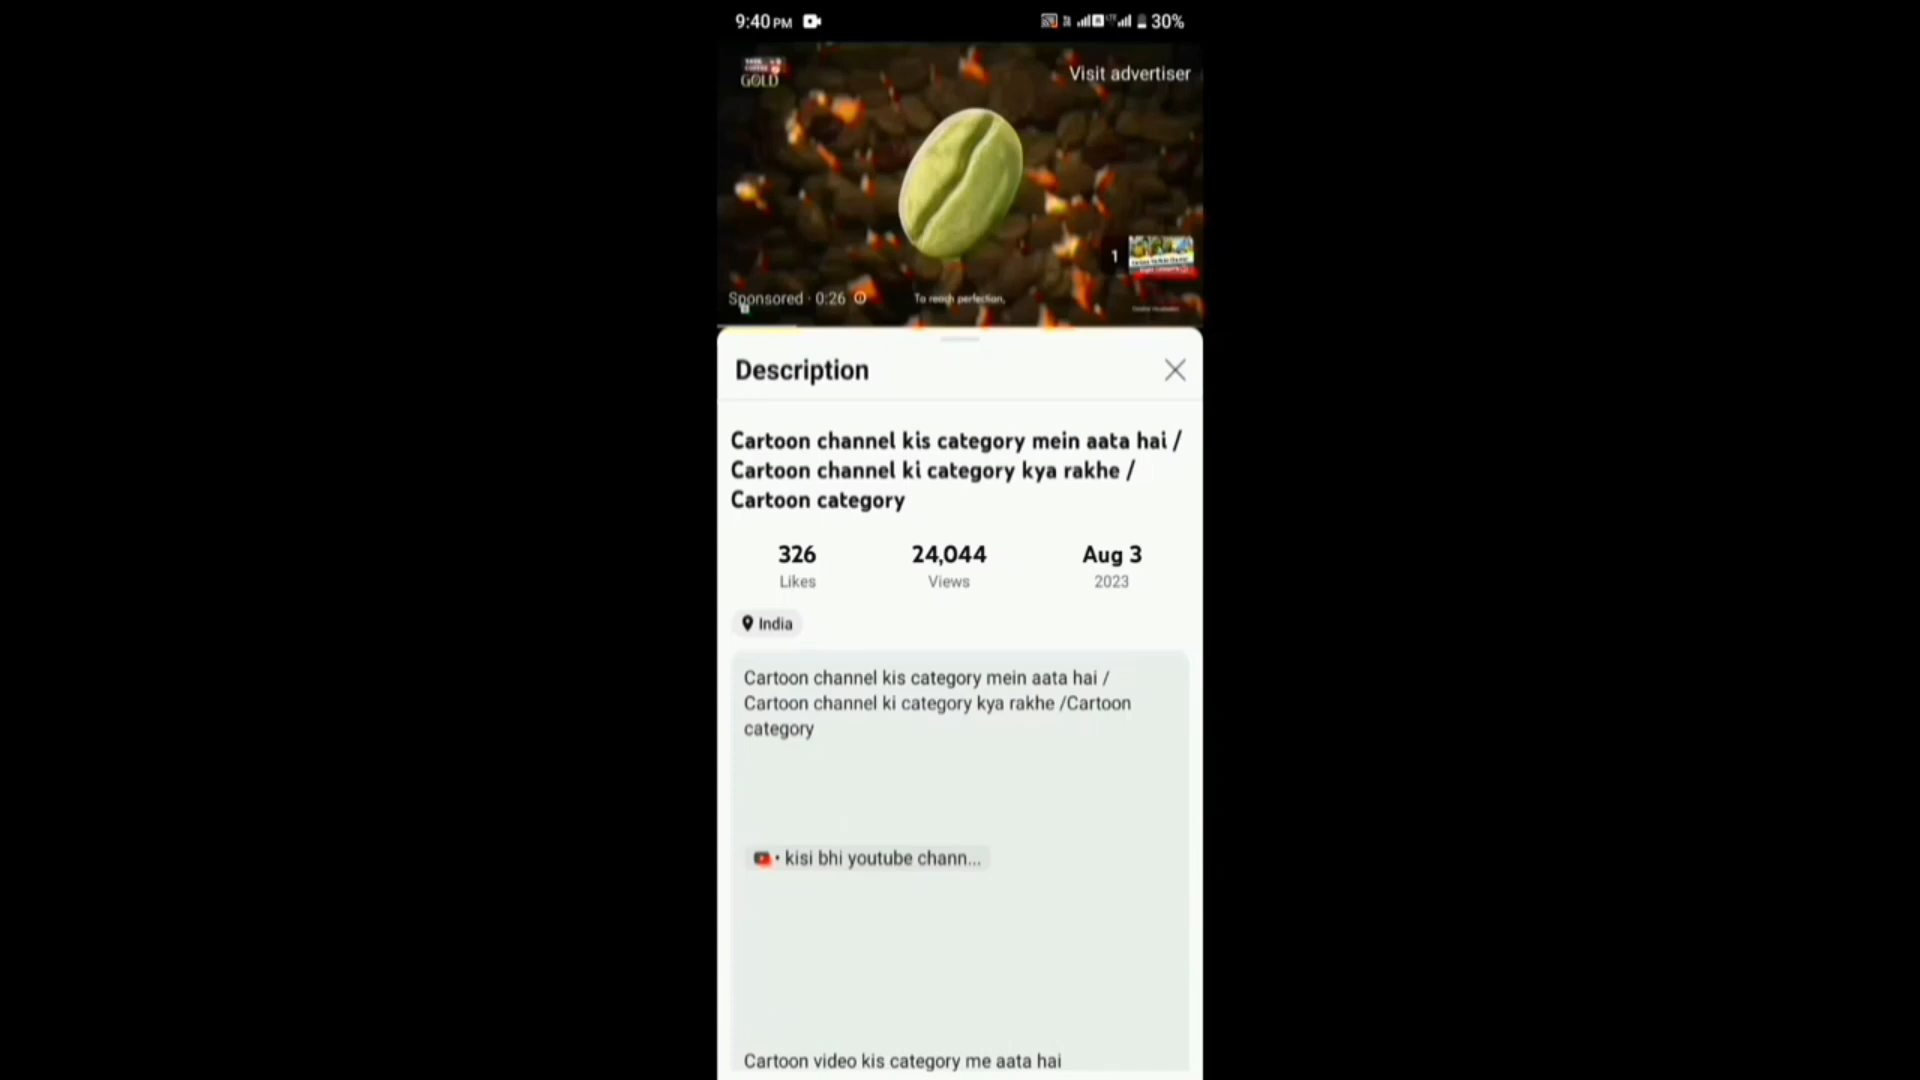 9:40 PM
30%
GOLD
Visit advertiser
1
Sponsored · 0:26
To reach perfection,
Description
Cartoon channel kis category mein aata hai /
Cartoon channel ki category kya rakhe /
Cartoon category
326
24,044
Aug 3
Likes
Views
2023
India
Cartoon channel kis category mein aata hai /
Cartoon channel ki category kya rakhe /Cartoon
category
• kisi bhi youtube chann...
Cartoon video kis category me aata hai